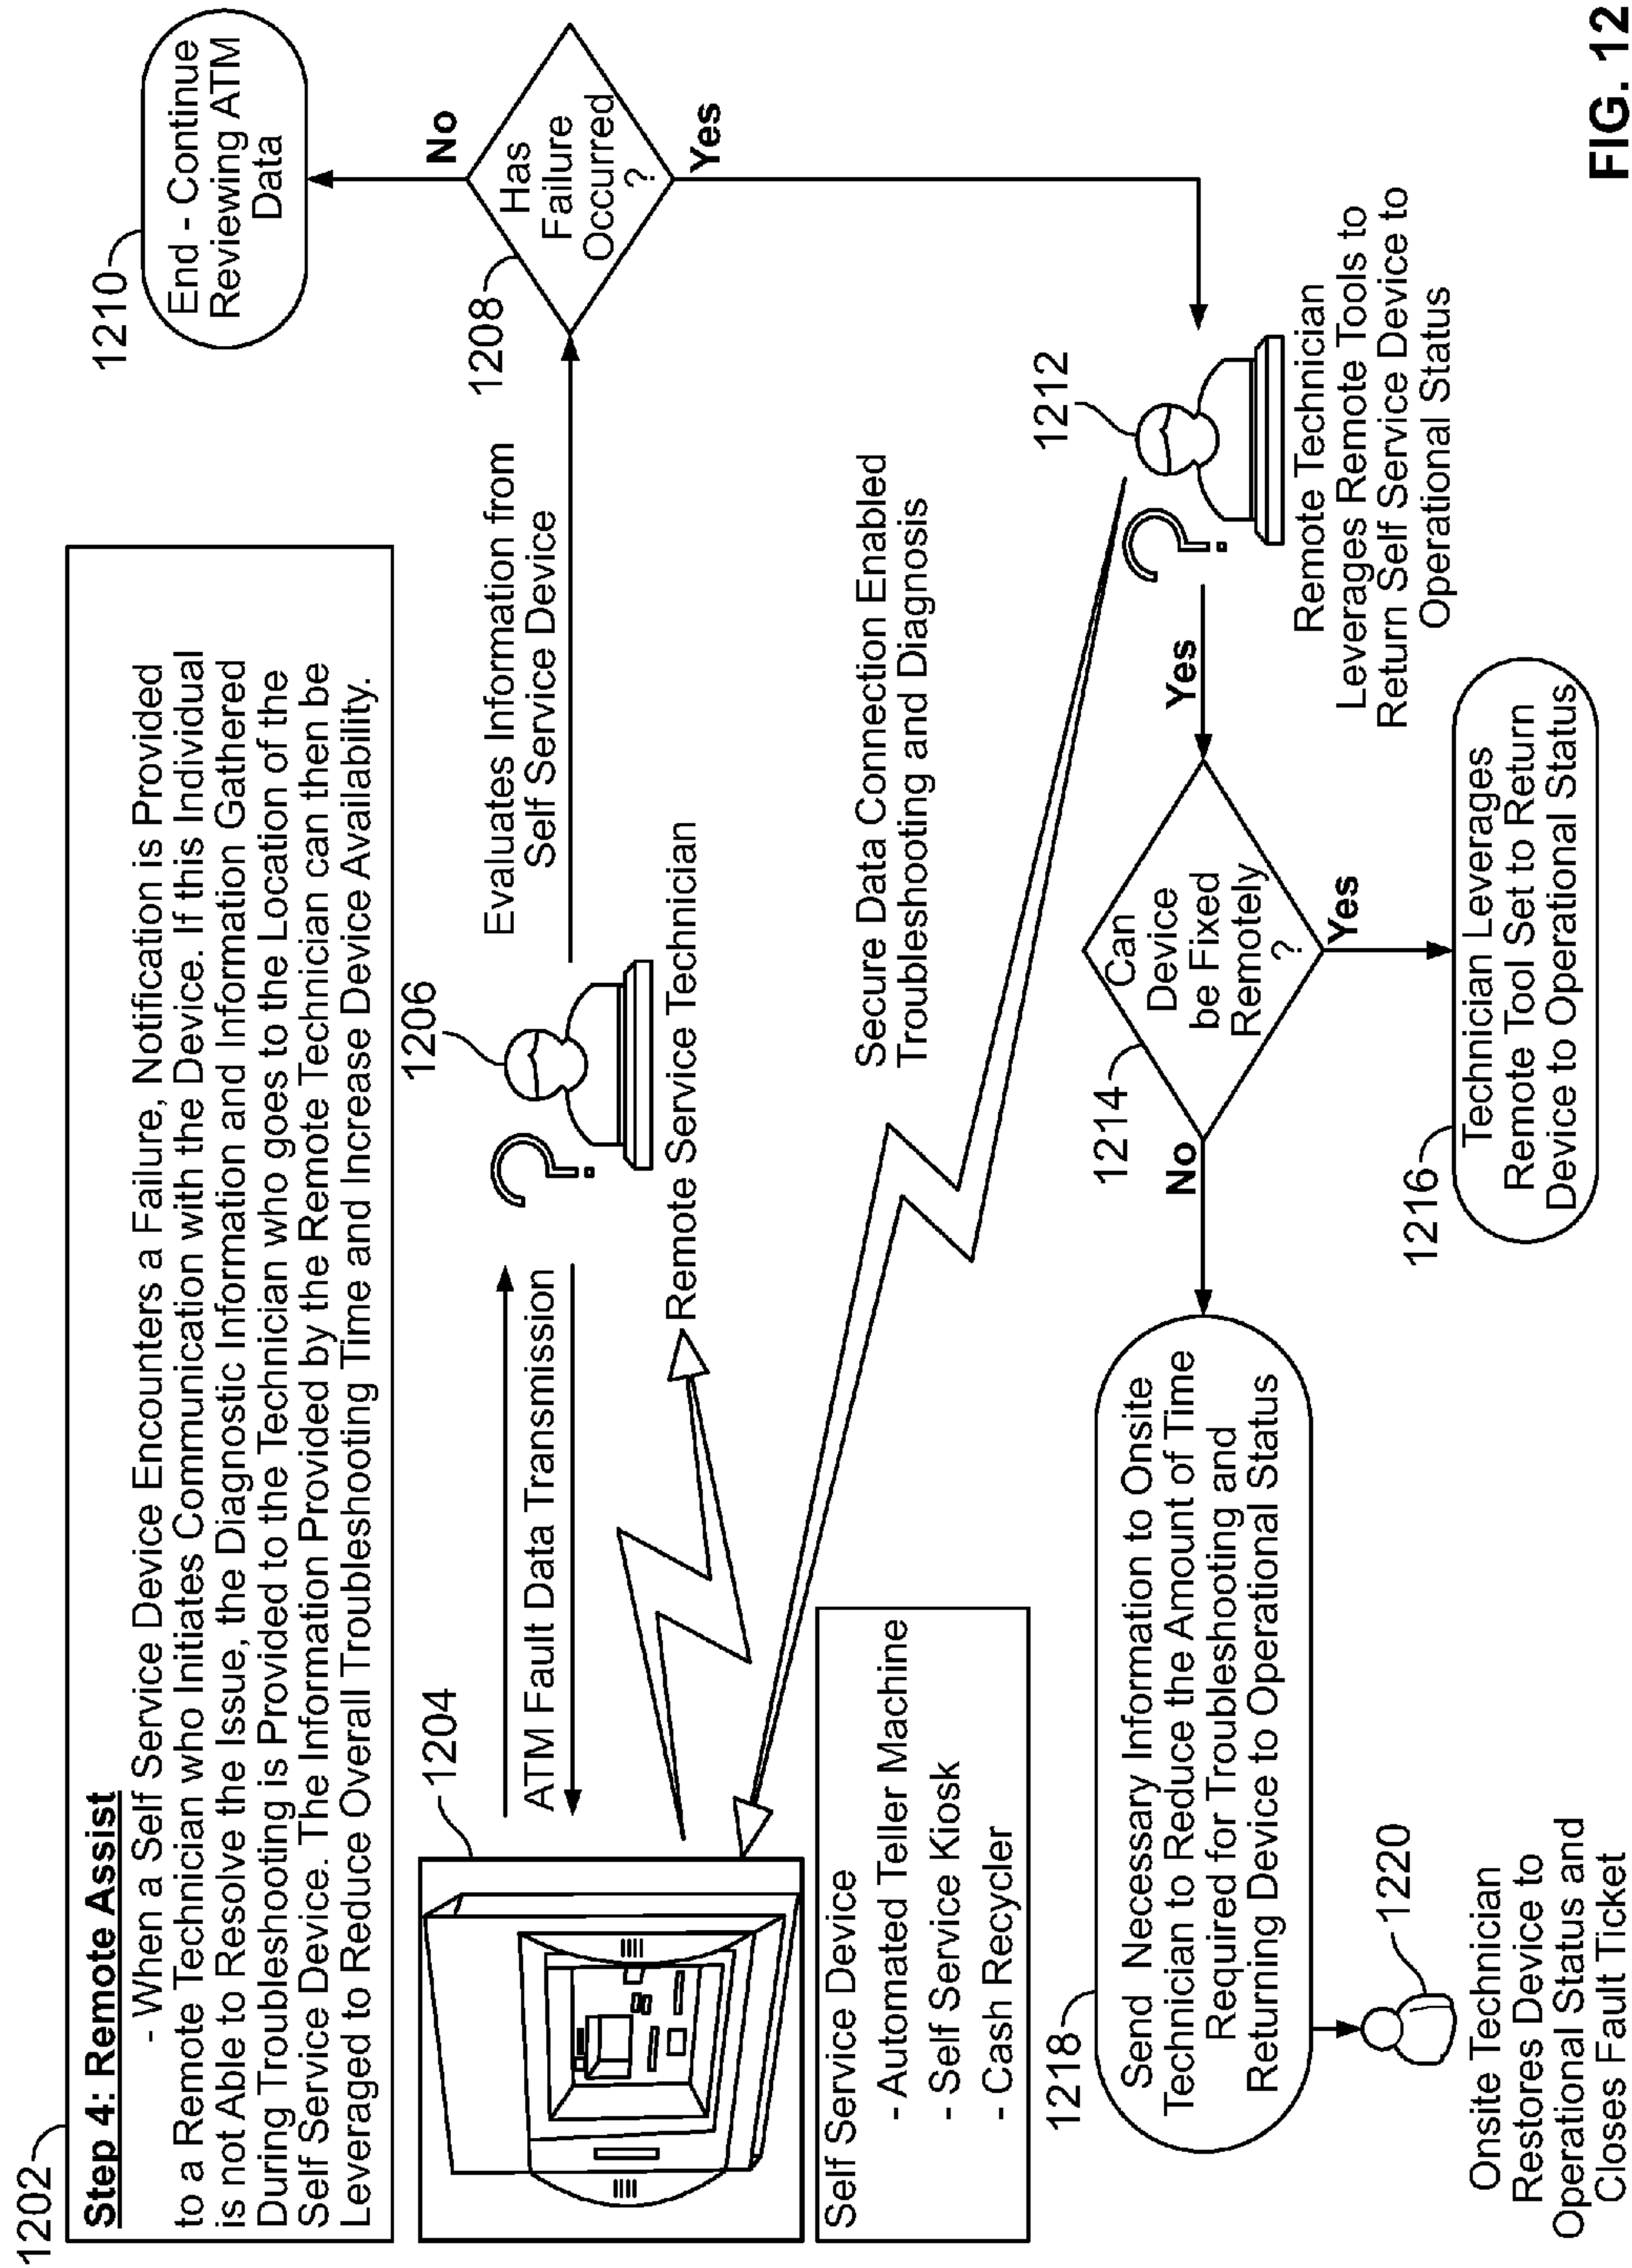 1202
Step 4: Remote Assist
- When a Self Service Device Encounters a Failure, Notification is Provided
to a Remote Technician who Initiates Communication with the Device. If this Individual
is not Able to Resolve the Issue, the Diagnostic Information and Information Gathered
During Troubleshooting is Provided to the Technician who goes to the Location of the
Self Service Device. The Information Provided by the Remote Technician can then be
Leveraged to Reduce Overall Troubleshooting Time and Increase Device Availability.
1204
ATM Fault Data Transmission
1206
Remote Service Technician
Evaluates Information from
Self Service Device
1208
Has
Failure
Occurred
?
No
Yes
1210
End - Continue
Reviewing ATM
Data
Self Service Device
- Automated Teller Machine
- Self Service Kiosk
- Cash Recycler
Secure Data Connection Enabled
Troubleshooting and Diagnosis
1212
Remote Technician
Leverages Remote Tools to
Return Self Service Device to
Operational Status
Yes
1214
Can
Device
be Fixed
Remotely
?
No
Yes
1216
Technician Leverages
Remote Tool Set to Return
Device to Operational Status
1218
Send Necessary Information to Onsite
Technician to Reduce the Amount of Time
Required for Troubleshooting and
Returning Device to Operational Status
1220
Onsite Technician
Restores Device to
Operational Status and
Closes Fault Ticket
FIG. 12